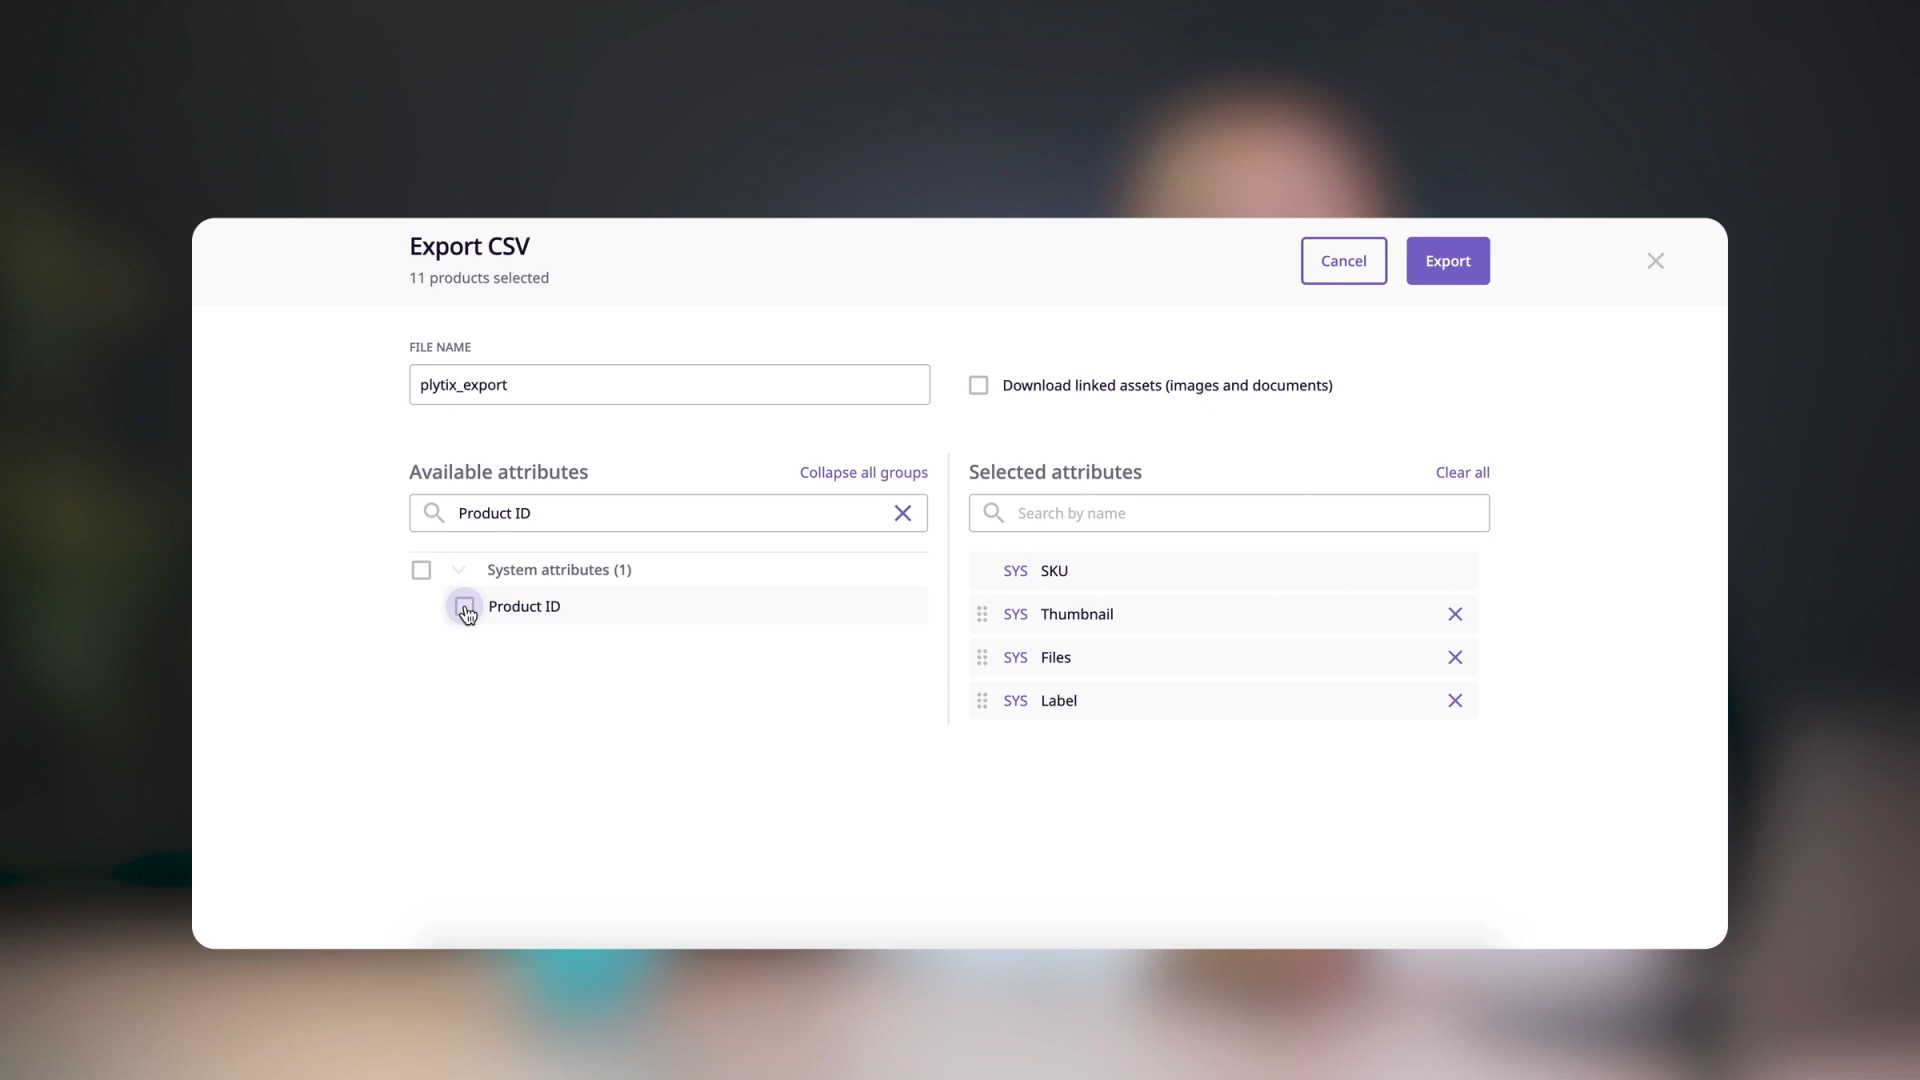 Export CSV
11 products selected
Cancel
Export
FILE NAME
plytix_export
Download linked assets (images and documents)
Available attributes
Collapse all groups
Product ID
System attributes (1)
Product ID
Selected attributes
Clear all
Search by name
SYS SKU
SYS Thumbnail
SYS Files
SYS Label